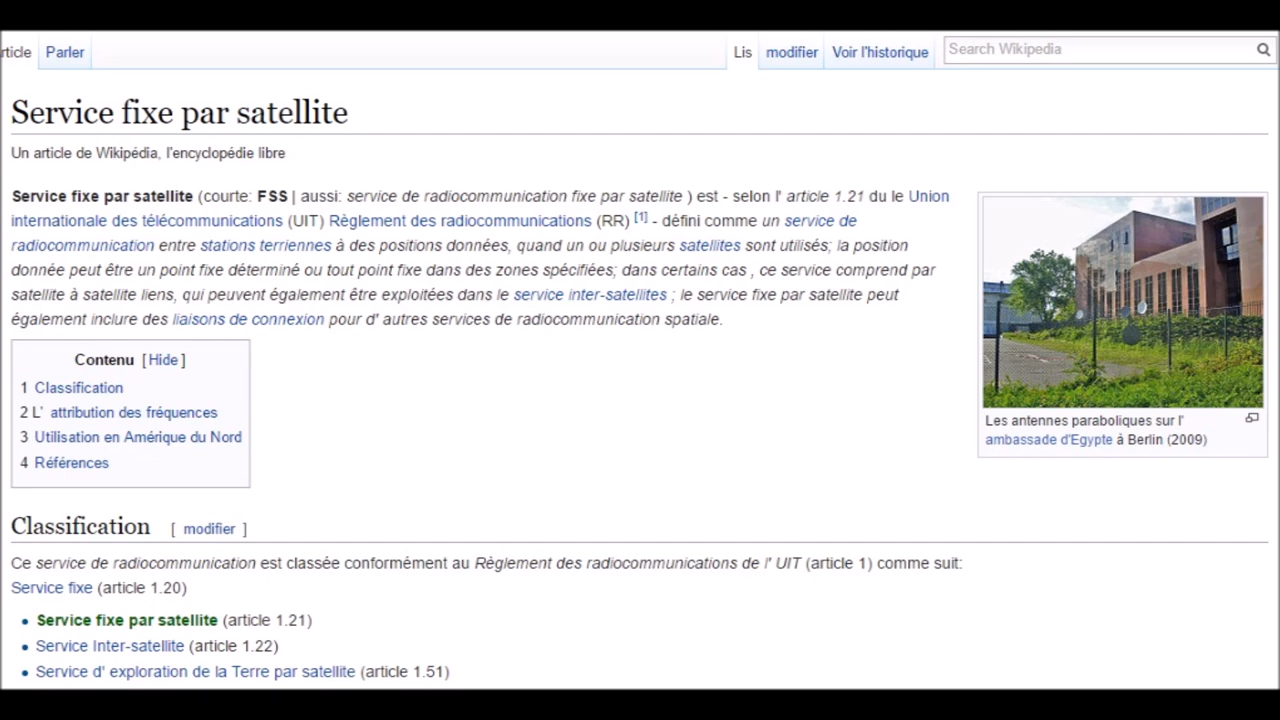 rticle Parler Lis modifier Voir l'historique Search Wikipedia
Service fixe par satellite
Un article de Wikipédia, l'encyclopédie libre
Service fixe par satellite (courte: FSS | aussi: service de radiocommunication fixe par satellite ) est - selon l' article 1.21 du le Union
internationale des télécommunications (UIT) Règlement des radiocommunications (RR) [1] - défini comme un service de
radiocommunication entre stations terriennes à des positions données, quand un ou plusieurs satellites sont utilisés; la position
donnée peut être un point fixe déterminé ou tout point fixe dans des zones spécifiées; dans certains cas , ce service comprend par
satellite à satellite liens, qui peuvent également être exploitées dans le service inter-satellites ; le service fixe par satellite peut
également inclure des liaisons de connexion pour d' autres services de radiocommunication spatiale.
Les antennes paraboliques sur l'
ambassade d'Egypte à Berlin (2009)
Contenu [ Hide ]
1 Classification
2 L' attribution des fréquences
3 Utilisation en Amérique du Nord
4 Références
Classification [ modifier ]
Ce service de radiocommunication est classée conformément au Règlement des radiocommunications de l' UIT (article 1) comme suit:
Service fixe (article 1.20)
• Service fixe par satellite (article 1.21)
• Service Inter-satellite (article 1.22)
• Service d' exploration de la Terre par satellite (article 1.51)